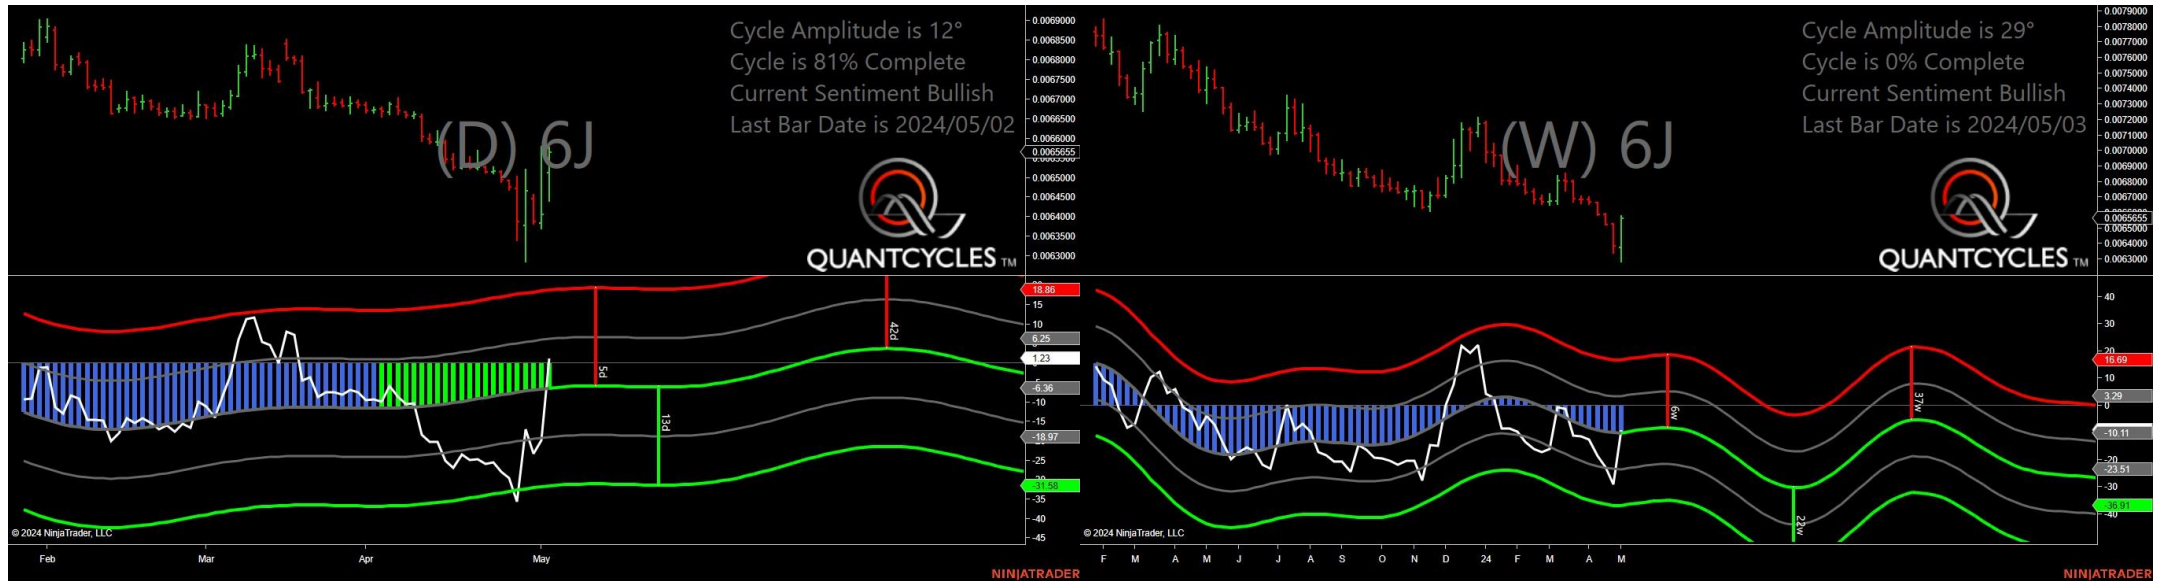 Cycle Amplitude is 12°
Cycle is 81% Complete
Current Sentiment Bullish
Last Bar Date is 2024/05/02
(D) 6J
QUANTCYCLES TM
0.0069000
0.0068500
0.0068000
0.0067500
0.0067000
0.0066500
0.0066000
0.0065655
0.0065000
0.0064500
0.0064000
0.0063500
0.0063000
18.86
15
10
6.25
1.23
-6.36
-10
-15
-18.97
-25
-31.58
-35
-40
-45
5d
13d
42d
© 2024 NinjaTrader, LLC
Feb Mar Apr May
NINJATRADER
Cycle Amplitude is 29°
Cycle is 0% Complete
Current Sentiment Bullish
Last Bar Date is 2024/05/03
(W) 6J
QUANTCYCLES TM
0.0079000
0.0078000
0.0077000
0.0076000
0.0075000
0.0074000
0.0073000
0.0072000
0.0071000
0.0070000
0.0069000
0.0068000
0.0067000
0.0065655
0.0065000
0.0064000
0.0063000
40
30
20
16.69
10
3.29
0
-10.11
-20
-23.51
-30
-36.91
-40
6w
22w
37w
© 2024 NinjaTrader, LLC
F M A M J J A S O N D 24 F M A M
NINJATRADER